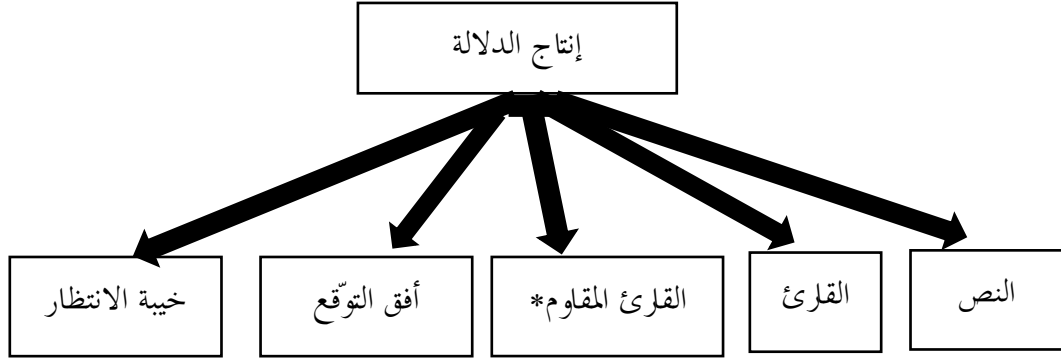 إنتاج الدلالة
النص
القارئ
القارئ المقاوم*
أفق التوّقع
خيبة الانتظار